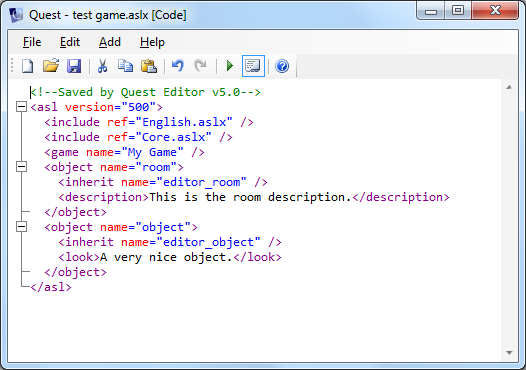 Quest - test game.aslx [Code]
File Edit Add Help
<!--Saved by Quest Editor v5.0-->
<asl version="500">
  <include ref="English.aslx" />
  <include ref="Core.aslx" />
  <game name="My Game" />
  <object name="room">
    <inherit name="editor_room" />
    <description>This is the room description.</description>
  </object>
  <object name="object">
    <inherit name="editor_object" />
    <look>A very nice object.</look>
  </object>
</asl>